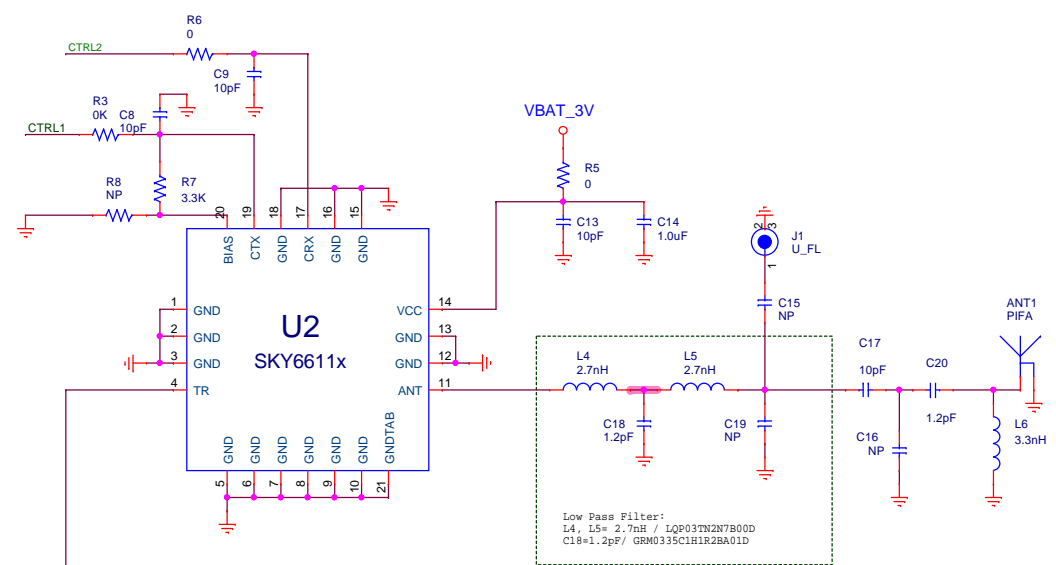 R6
0
CTRL2
C9
10pF
R3
0K
C8
10pF
CTRL1
R8
NP
R7
3.3K
VBAT_3V
R5
0
C13
10pF
C14
1.0uF
2
3
J1
U_FL
1
C15
NP
20
19
18
17
16
15
BIAS
CTX
GND
CRX
GND
GND
1
GND
2
GND
3
GND
4
TR
U2
SKY6611x
VCC
14
GND
13
GND
12
ANT
11
GND
GND
GND
GND
GND
GND
GNDTAB
5
6
7
8
9
10
21
L4
2.7nH
L5
2.7nH
C18
1.2pF
C19
NP
C17
10pF
C20
1.2pF
C16
NP
ANT1
PIFA
L6
3.3nH
Low Pass Filter:
L4, L5= 2.7nH / LQP03TN2N7B00D
C18=1.2pF/ GRM0335C1H1R2BA01D